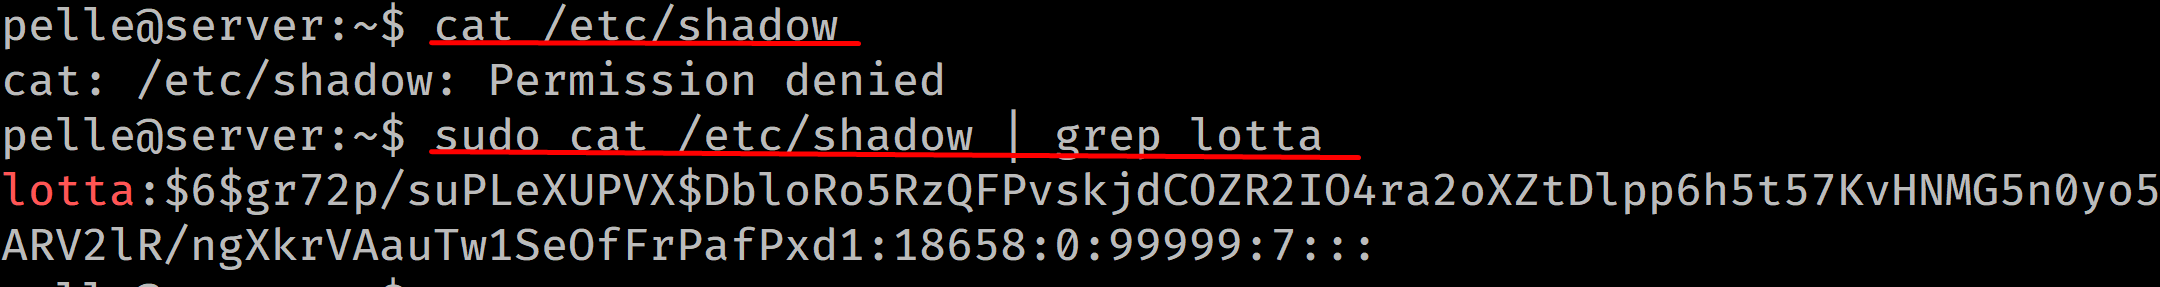 pelle@server:~$ cat /etc/shadow
cat: /etc/shadow: Permission denied
pelle@server:~$ sudo cat /etc/shadow | grep lotta
lotta:$6$gr72p/suPLeXUPVX$DbloRo5RzQFPvskjdCOZR2IO4ra2oXZtDlpp6h5t57KvHNMG5n0yo5
ARV2lR/ngXkrVAauTw1SeOfFrPafPxd1:18658:0:99999:7:::